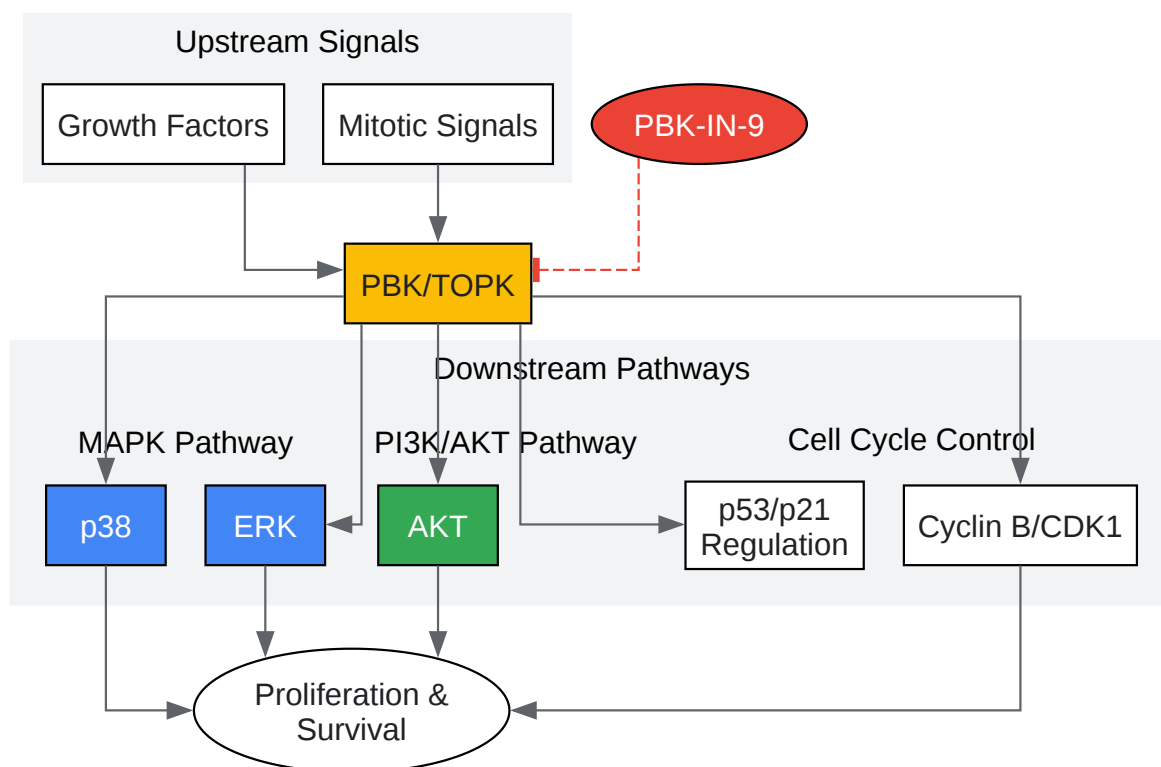 Upstream Signals
Growth Factors
Mitotic Signals
PBK-IN-9
PBK/TOPK
Downstream Pathways
MAPK Pathway
PI3K/AKT Pathway
Cell Cycle Control
p38
ERK
AKT
p53/p21
Regulation
Cyclin B/CDK1
Proliferation &
Survival